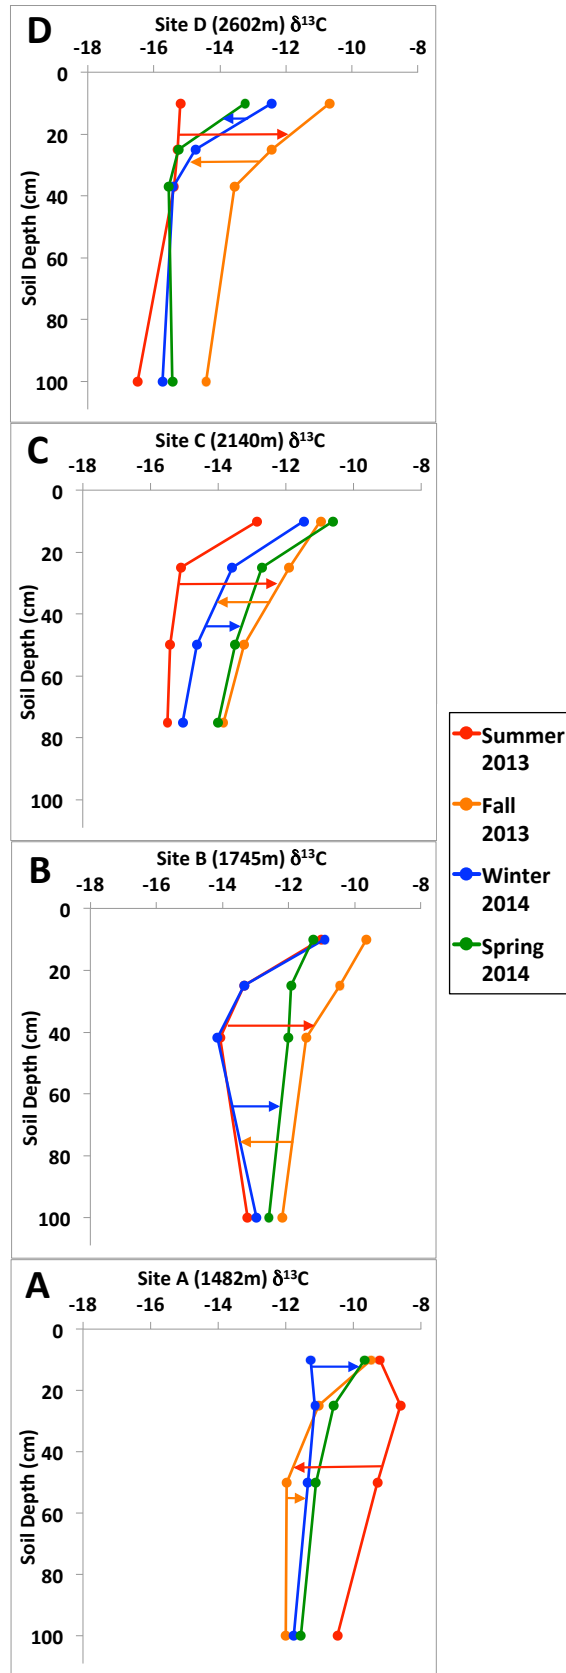 D
Site D (2602m) δ¹³C
-18 -16 -14 -12 -10 -8
0
20
40
60
80
100
Soil Depth (cm)
C
Site C (2140m) δ¹³C
-18 -16 -14 -12 -10 -8
0
20
40
60
80
100
Soil Depth (cm)
B
Site B (1745m) δ¹³C
-18 -16 -14 -12 -10 -8
0
20
40
60
80
100
Soil Depth (cm)
A
Site A (1482m) δ¹³C
-18 -16 -14 -12 -10 -8
0
20
40
60
80
100
Soil Depth (cm)
Summer
2013
Fall
2013
Winter
2014
Spring
2014